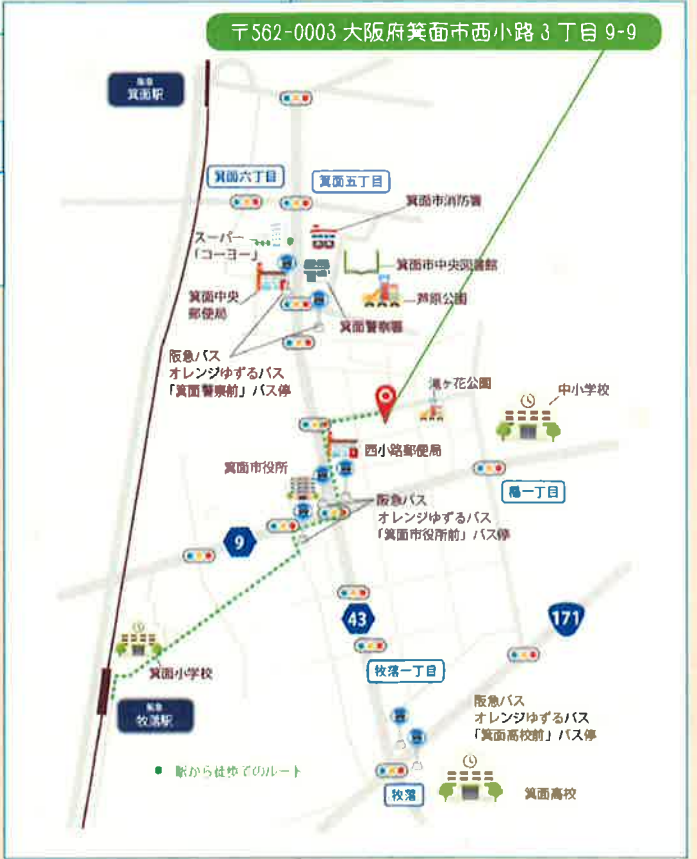 〒562-0003 大阪府箕面市西小路3丁目9-9
阪急
箕面駅
箕面六丁目
箕面五丁目
箕面市消防署
スーパー
「コーヨー」
箕面市中央図書館
箕面中央
郵便局
芦原公園
箕面警察署
阪急バス
オレンジゆずるバス
「箕面警察前」バス停
滝ヶ花公園
中小学校
西小路郵便局
箕面市役所
稲一丁目
阪急バス
オレンジゆずるバス
「箕面市役所前」バス停
9
43
171
箕面小学校
牧落一丁目
阪急
牧落駅
阪急バス
オレンジゆずるバス
「箕面高校前」バス停
駅から徒歩でのルート
牧落
箕面高校